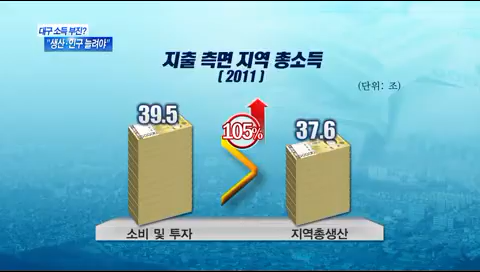 대구 소득 부진?
"생산·인구 늘려야"
지출 측면 지역 총소득
(2011)
(단위: 조)
39.5
105%
37.6
소비 및 투자
지역총생산